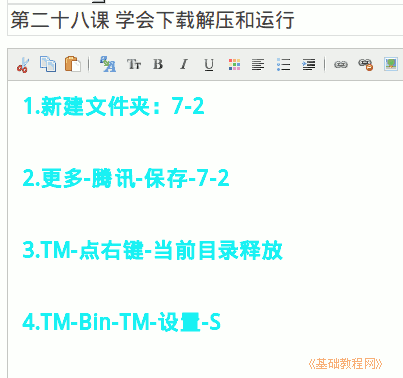 第二十八课 学会下载解压和运行
Tr B I U
1.新建文件夹：7-2
2.更多-腾讯-保存-7-2
3.TM-点右键-当前目录释放
4.TM-Bin-TM-设置-S
《基础教程网》